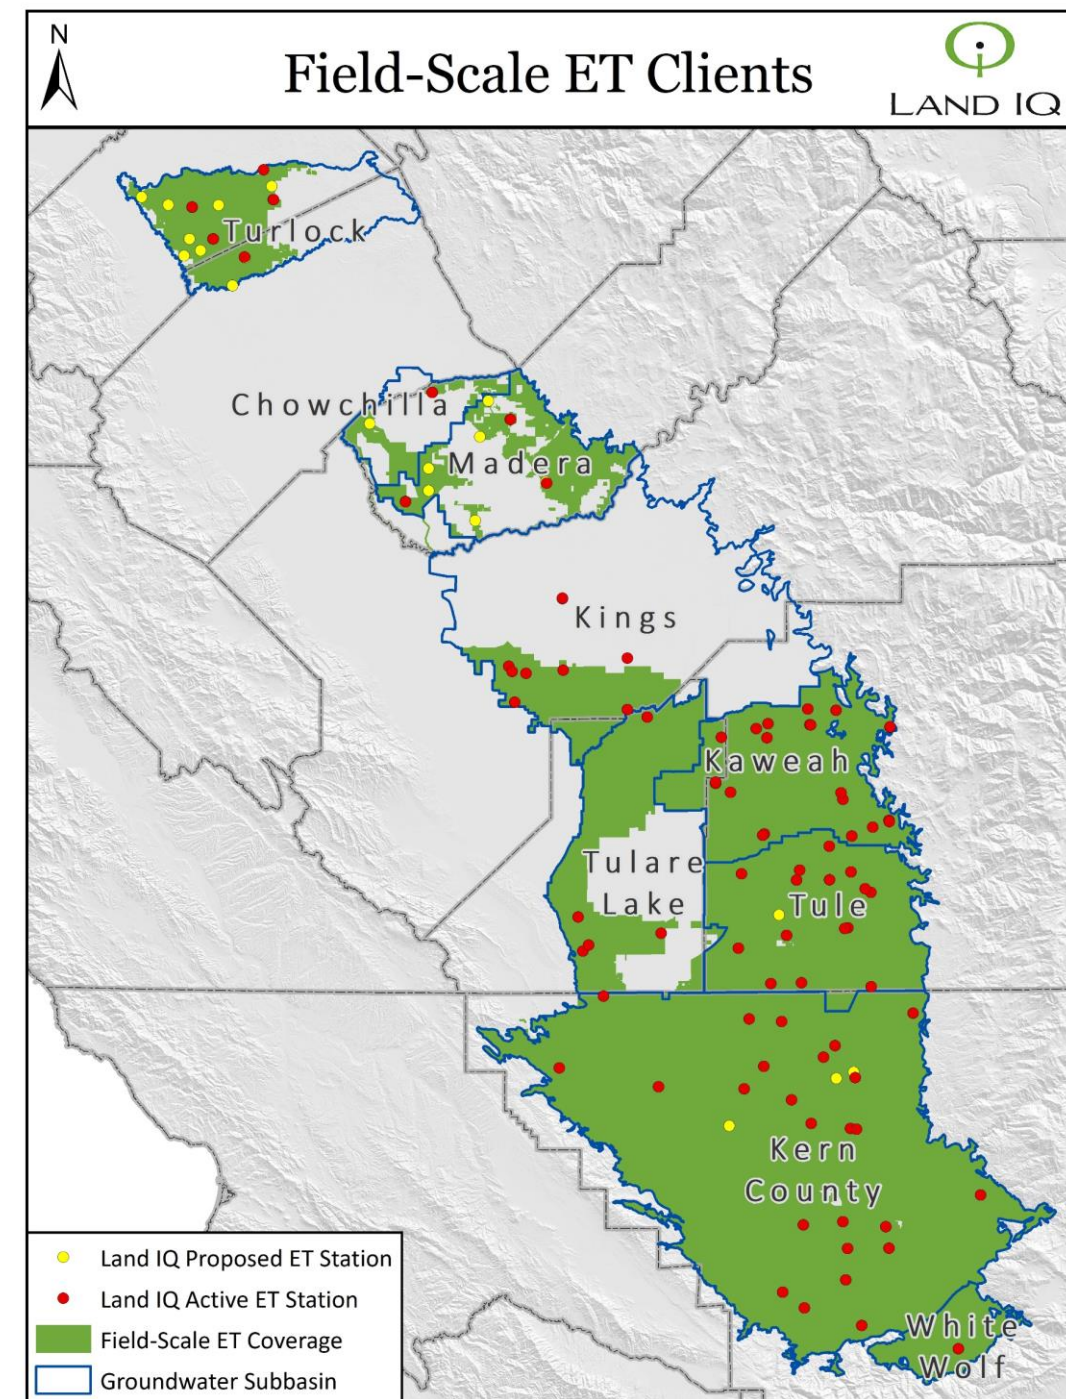 N
Field-Scale ET Clients
LAND IQ
Turlock
Chowchilla
Madera
Kings
Kaweah
Tulare
Lake
Tule
Kern
County
White
Wolf
Land IQ Proposed ET Station
Land IQ Active ET Station
Field-Scale ET Coverage
Groundwater Subbasin